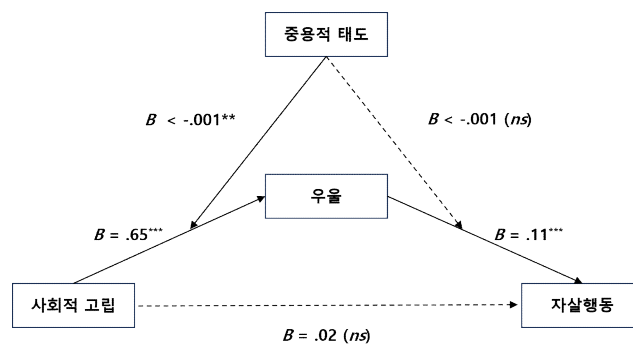 중용적 태도
B < -.001**
B < -.001 (ns)
우울
B = .65***
B = .11***
사회적 고립
자살행동
B = .02 (ns)